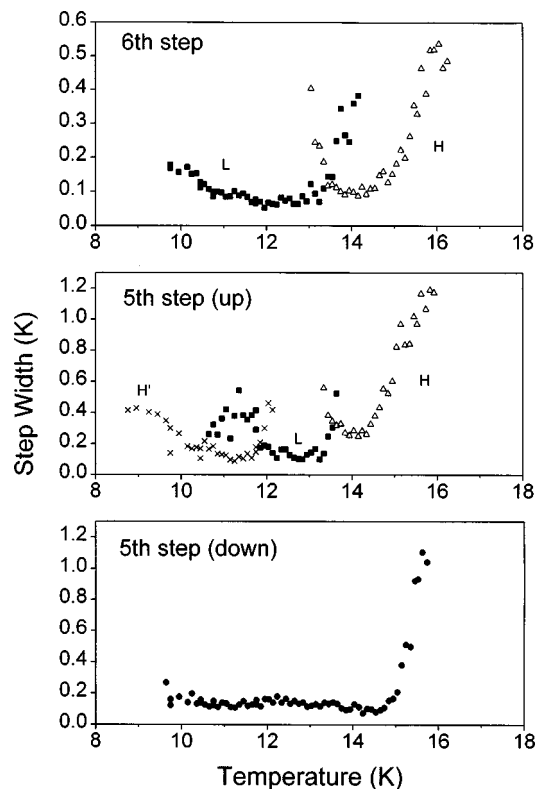 6th step
0.6
0.5
0.4
0.3
0.2
0.1
0.0
L
H
8 10 12 14 16 18
5th step (up)
1.2
1.0
0.8
0.6
0.4
0.2
0.0
H'
L
H
8 10 12 14 16 18
Step Width (K)
5th step (down)
1.2
1.0
0.8
0.6
0.4
0.2
0.0
8 10 12 14 16 18
Temperature (K)